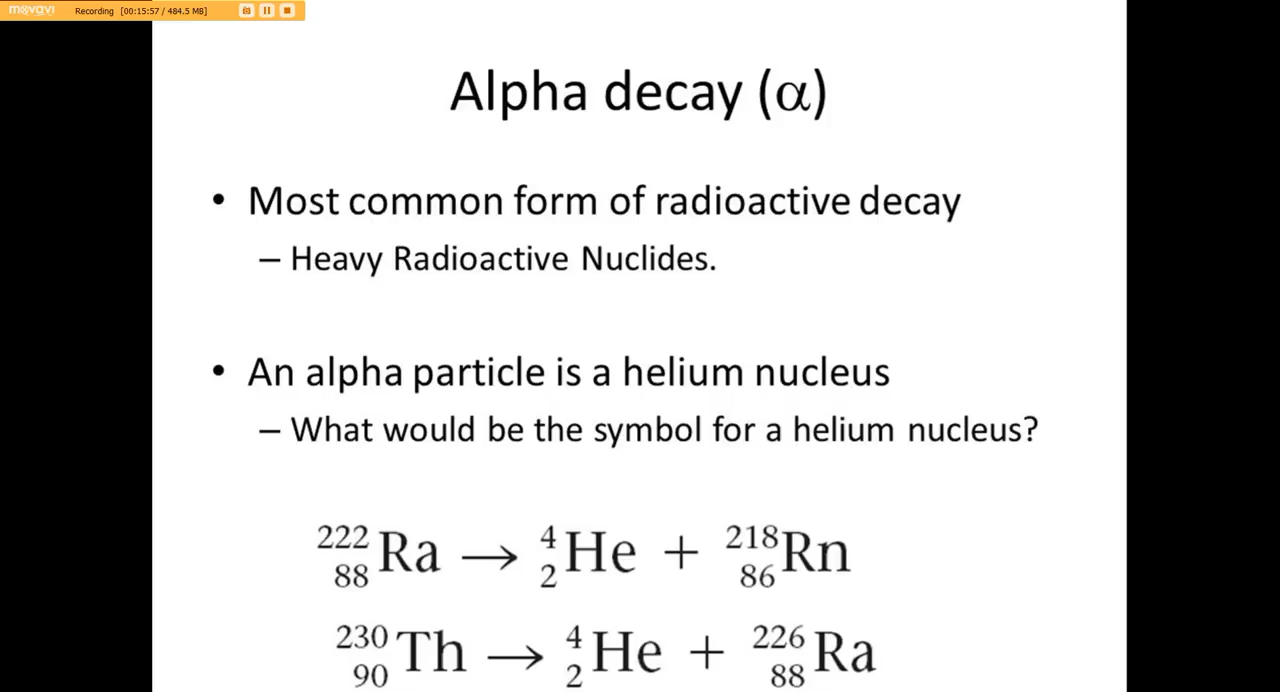 movavi Recording [00:15:57 / 484.5 MB]
Alpha decay (α)
• Most common form of radioactive decay
– Heavy Radioactive Nuclides.
• An alpha particle is a helium nucleus
– What would be the symbol for a helium nucleus?
²²²₈₈Ra → ⁴₂He + ²¹⁸₈₆Rn
²³⁰₉₀Th → ⁴₂He + ²²⁶₈₈Ra